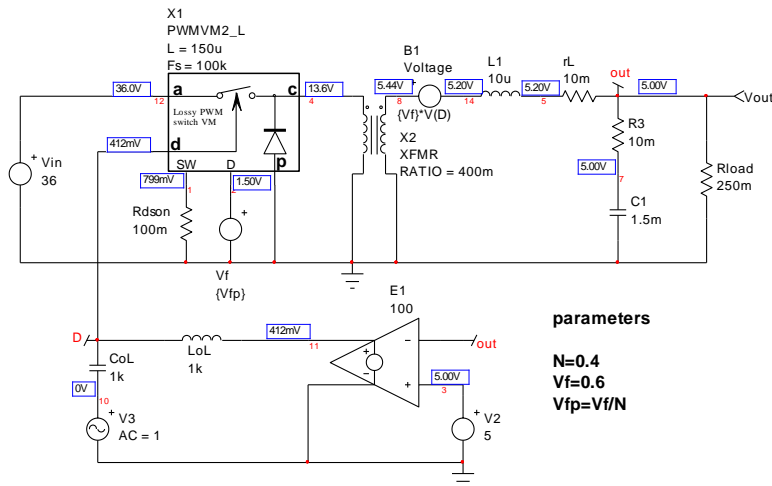 X1
PWMVM2_L
L = 150u
Fs = 100k
B1
Voltage
L1
10u
rL
10m
out
36.0V
a
c
13.6V
5.44V
5.20V
5.20V
5.00V
Vout
12
Lossy PWM
switch VM
4
8
14
5
{Vf}*V(D)
412mV
d
p
X2
XFMR
RATIO = 400m
R3
10m
Vin
36
SW
D
799mV
1
1.50V
2
5.00V
7
Rload
250m
Rdson
100m
C1
1.5m
Vf
{Vfp}
E1
100
parameters
D
412mV
11
out
CoL
1k
LoL
1k
N=0.4
Vf=0.6
Vfp=Vf/N
0V
10
5.00V
3
V3
AC = 1
V2
5